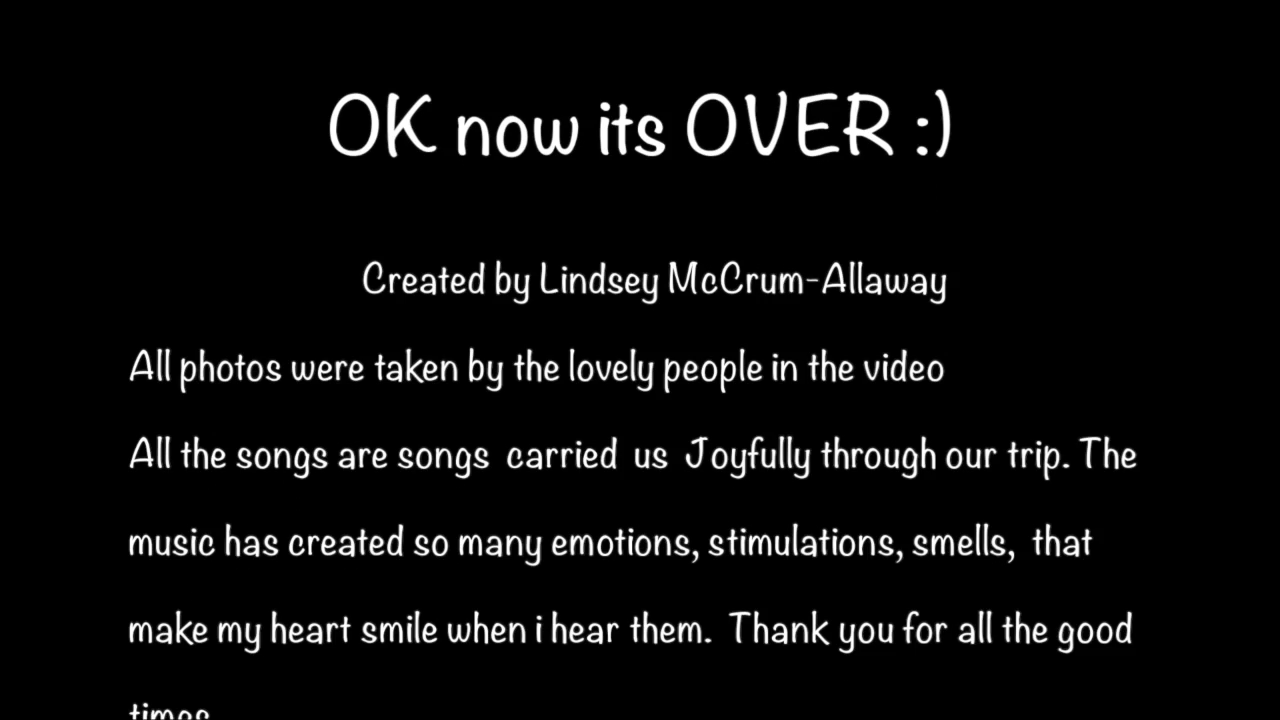 OK now its OVER :)
Created by Lindsey McCrum-Allaway
All photos were taken by the lovely people in the video
All the songs are songs  carried  us  Joyfully through our trip. The
music has created so many emotions, stimulations, smells,  that
make my heart smile when i hear them.  Thank you for all the good
times